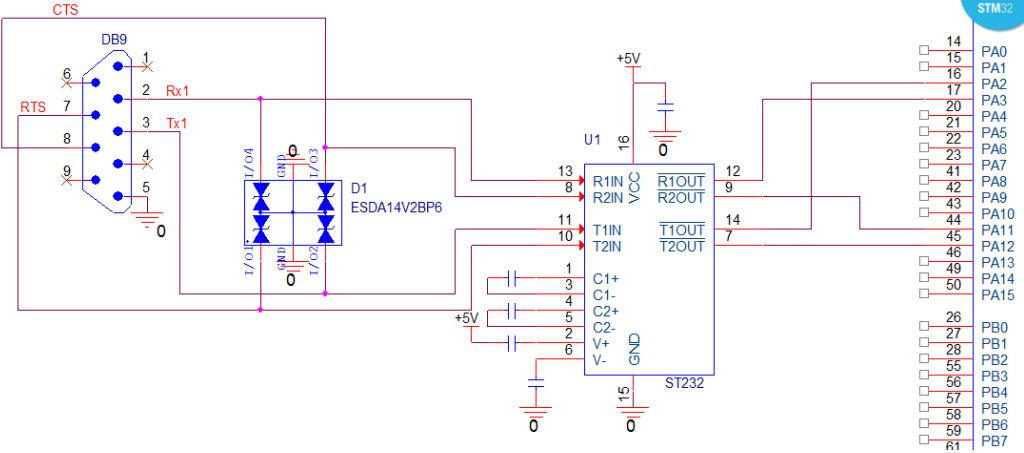 STM32
CTS
DB9
1
6
2
Rx1
RTS
7
3
Tx1
8
4
9
5
0
I/O4
GND
0
I/O3
D1
ESDA14V2BP6
I/O1
GND
0
I/O2
+5V
0
U1
16
VCC
13
R1IN
R1OUT
12
8
R2IN
R2OUT
9
11
T1IN
T1OUT
14
10
T2IN
T2OUT
7
1
C1+
3
C1-
4
C2+
5
C2-
+5V
2
V+
6
V-
GND
15
ST232
0
0
14
PA0
15
PA1
16
PA2
17
PA3
20
PA4
21
PA5
22
PA6
23
PA7
41
PA8
42
PA9
43
PA10
44
PA11
45
PA12
46
PA13
49
PA14
50
PA15
26
PB0
27
PB1
28
PB2
55
PB3
56
PB4
57
PB5
58
PB6
59
PB7
61